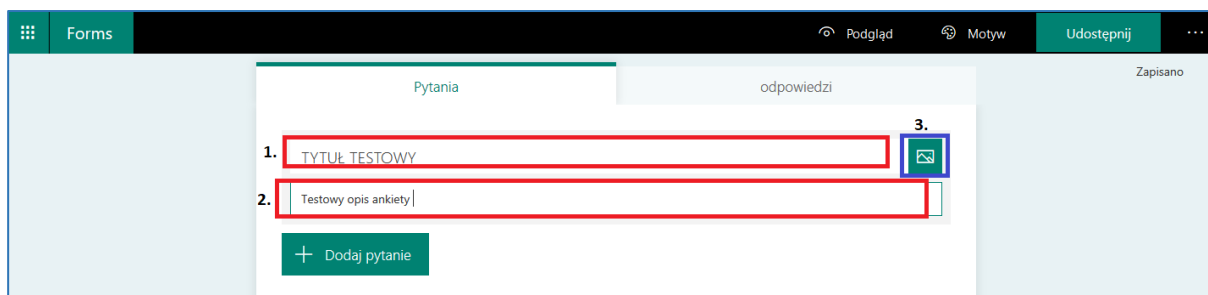 Forms Podgląd Motyw Udostępnij ...
Zapisano
Pytania odpowiedzi
3.
1. TYTUŁ TESTOWY
2. Testowy opis ankiety
+ Dodaj pytanie